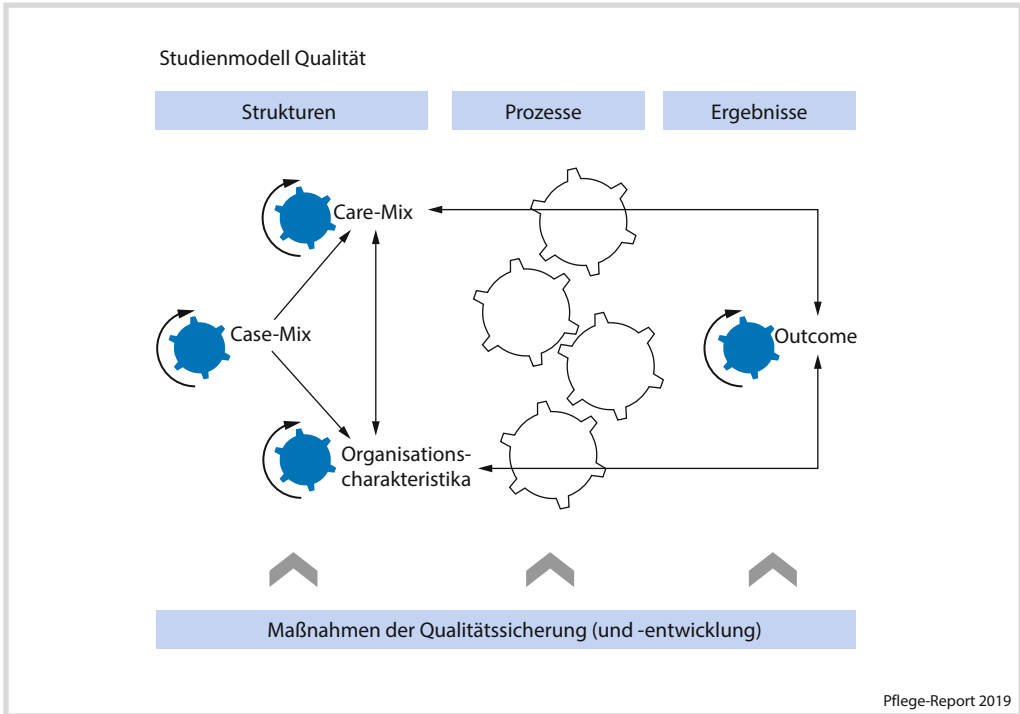 Studienmodell Qualität
Strukturen
Prozesse
Ergebnisse
Care-Mix
Case-Mix
Outcome
Organisations-
charakteristika
Maßnahmen der Qualitätssicherung (und -entwicklung)
Pflege-Report 2019